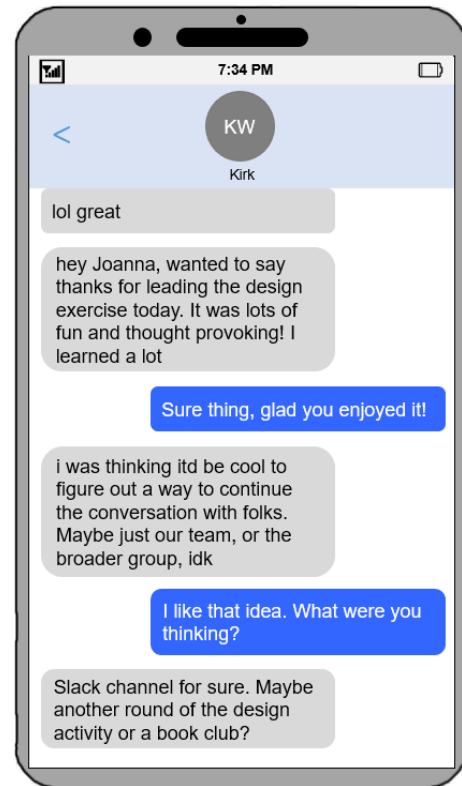 7:34 PM
<
KW
Kirk
lol great
hey Joanna, wanted to say
thanks for leading the design
exercise today. It was lots of
fun and thought provoking! I
learned a lot
Sure thing, glad you enjoyed it!
i was thinking itd be cool to
figure out a way to continue
the conversation with folks.
Maybe just our team, or the
broader group, idk
I like that idea. What were you
thinking?
Slack channel for sure. Maybe
another round of the design
activity or a book club?